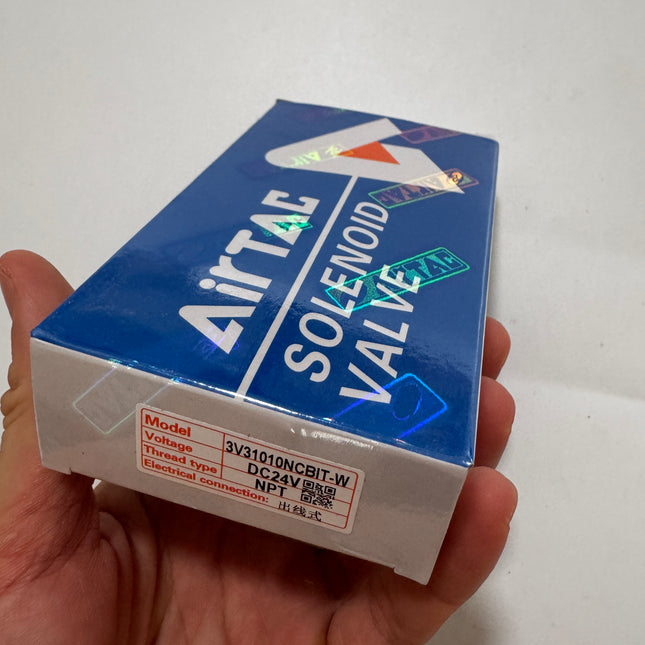 AirTAC
SOLENOID
VALVE
Model 3V31010NCBIT-W
Voltage DC24V
Thread type NPT
Electrical connection: 出线式